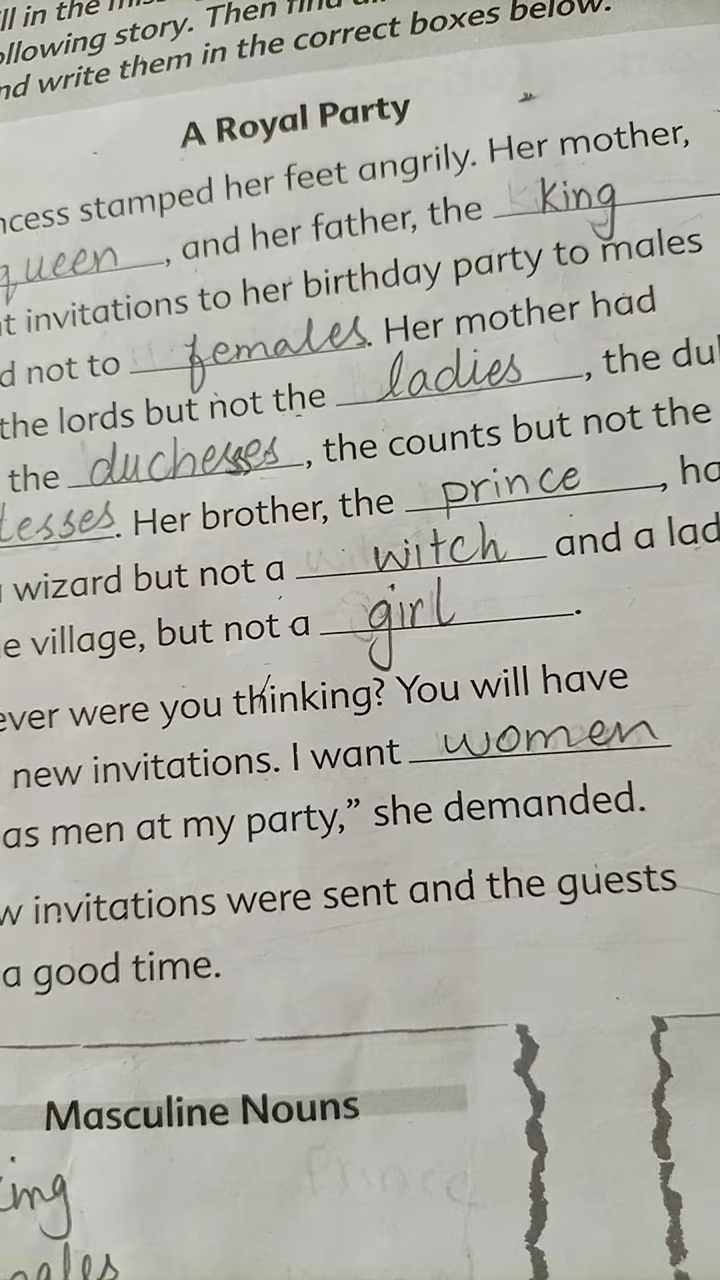 ll in the
ollowing story. Then find
nd write them in the correct boxes below.
A Royal Party
ncess stamped her feet angrily. Her mother,
queen, and her father, the king
t invitations to her birthday party to males
d not to females. Her mother had
the lords but not the ladies, the du
the duchesses, the counts but not the
tesses. Her brother, the prince, ha
wizard but not a witch and a lad
e village, but not a girl.
ever were you thinking? You will have
new invitations. I want women
as men at my party,” she demanded.
w invitations were sent and the guests
a good time.
Masculine Nouns
ing
Prince
ales